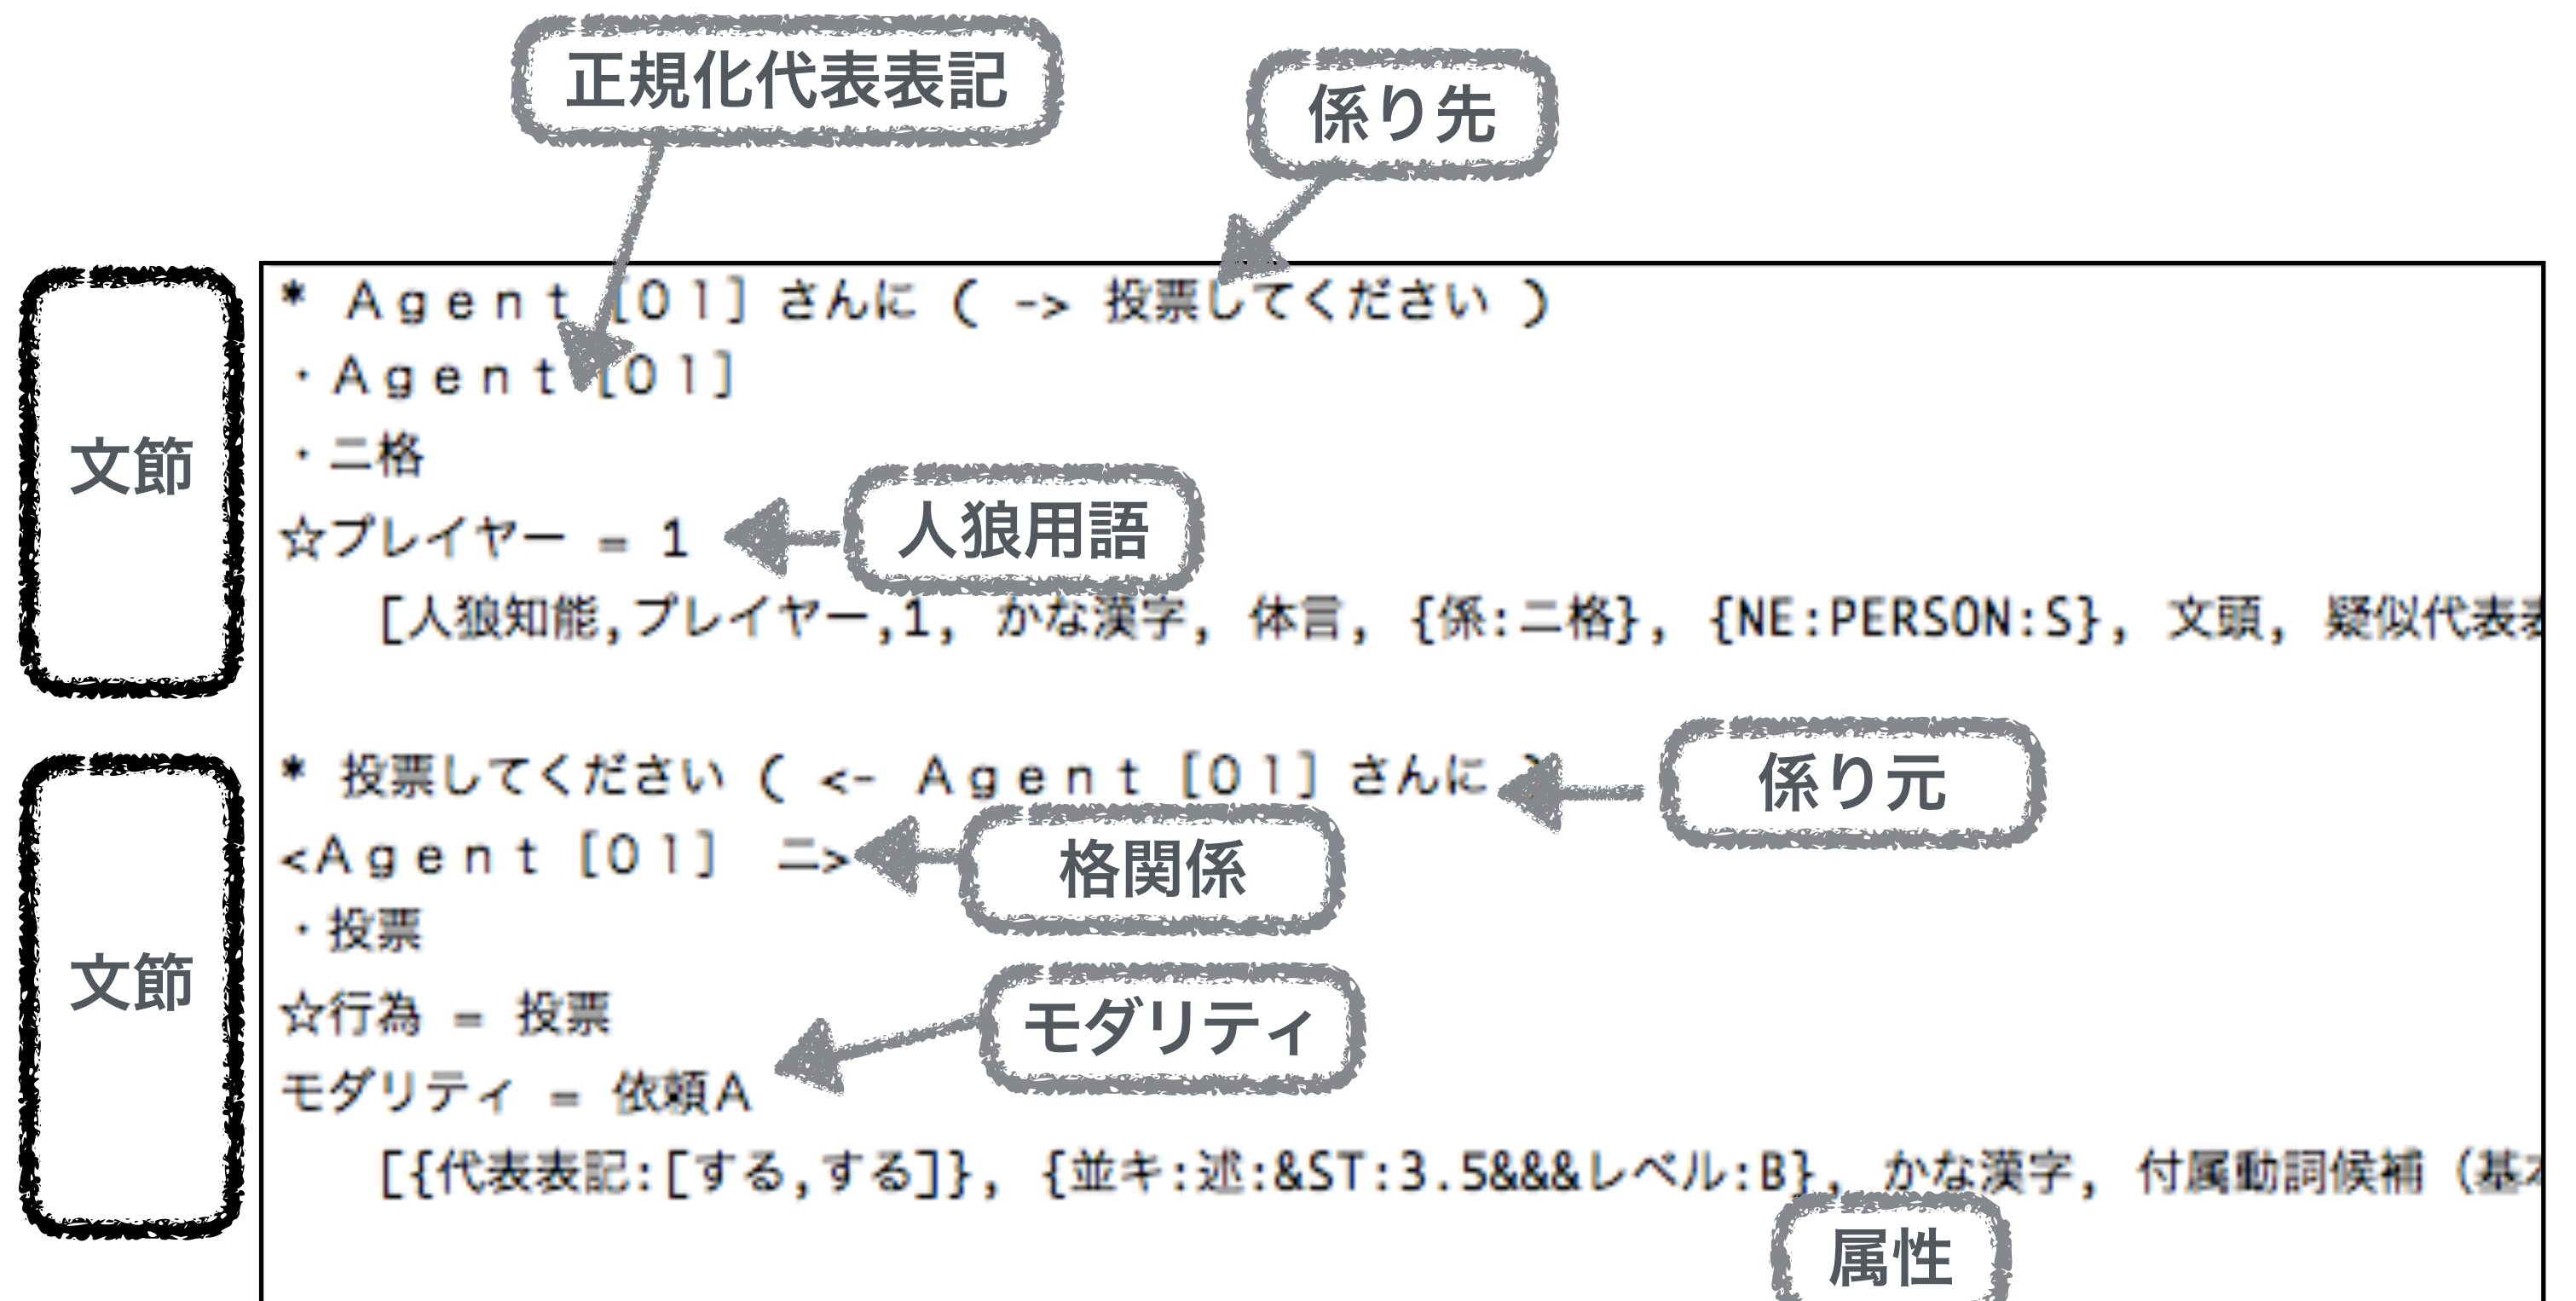 正規化代表表記
係り先
* Ａｇｅｎｔ［０１］さんに ( -> 投票してください )
・Ａｇｅｎｔ［０１］
・ニ格
文節
人狼用語
☆プレイヤー = 1
[人狼知能,プレイヤー,1, かな漢字, 体言, {係:ニ格}, {NE:PERSON:S}, 文頭, 疑似代表表
係り元
* 投票してください ( <- Ａｇｅｎｔ［０１］さんに )
<Ａｇｅｎｔ［０１］ ニ>
格関係
・投票
文節
☆行為 = 投票
モダリティ
モダリティ = 依頼Ａ
[{代表表記:[する,する]}, {並キ:述:&ST:3.5&&&レベル:B}, かな漢字, 付属動詞候補（基本
属性